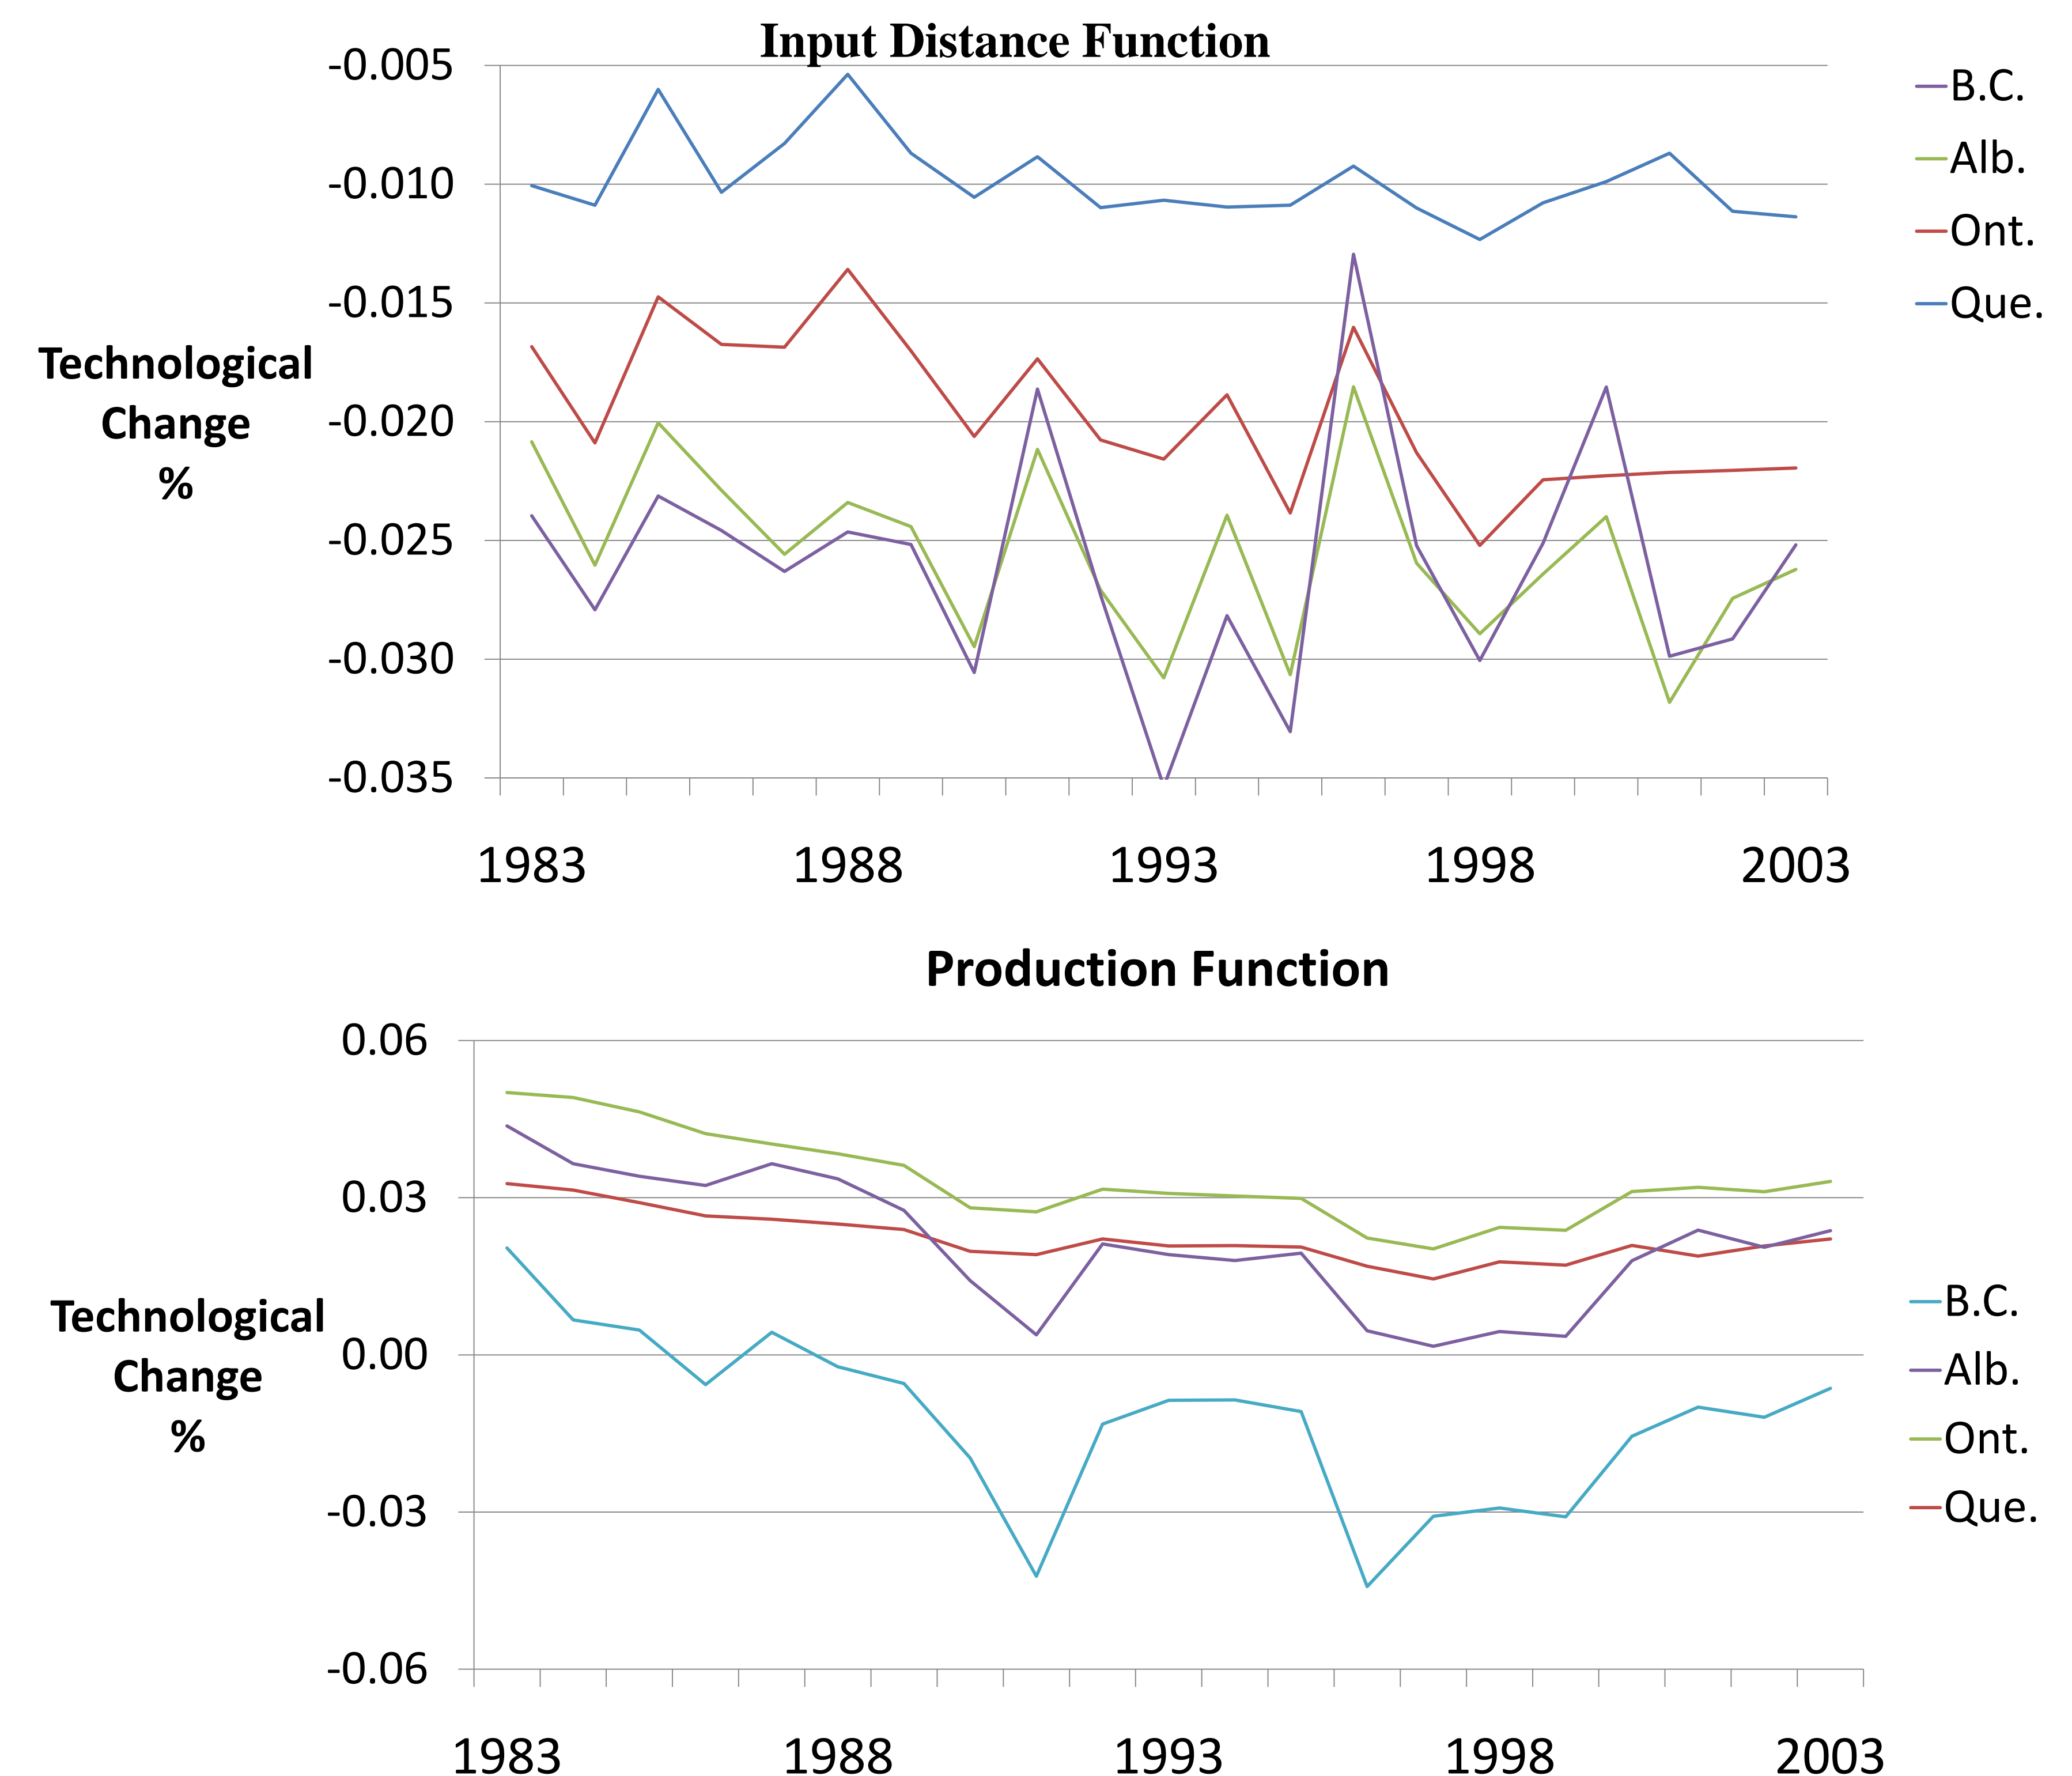 Input Distance Function
-0.005
-0.010
-0.015
-0.020
-0.025
-0.030
-0.035
Technological
Change
%
B.C.
Alb.
Ont.
Que.
1983 1988 1993 1998 2003
Production Function
0.06
0.03
0.00
-0.03
-0.06
Technological
Change
%
B.C.
Alb.
Ont.
Que.
1983 1988 1993 1998 2003